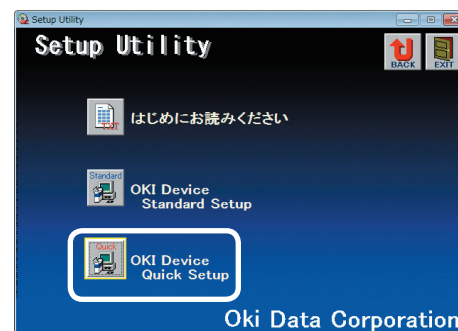 Setup Utility
Setup Utility
BACK
EXIT
TXT
はじめにお読みください
Standard
OKI Device
Standard Setup
Quick
OKI Device
Quick Setup
Oki Data Corporation